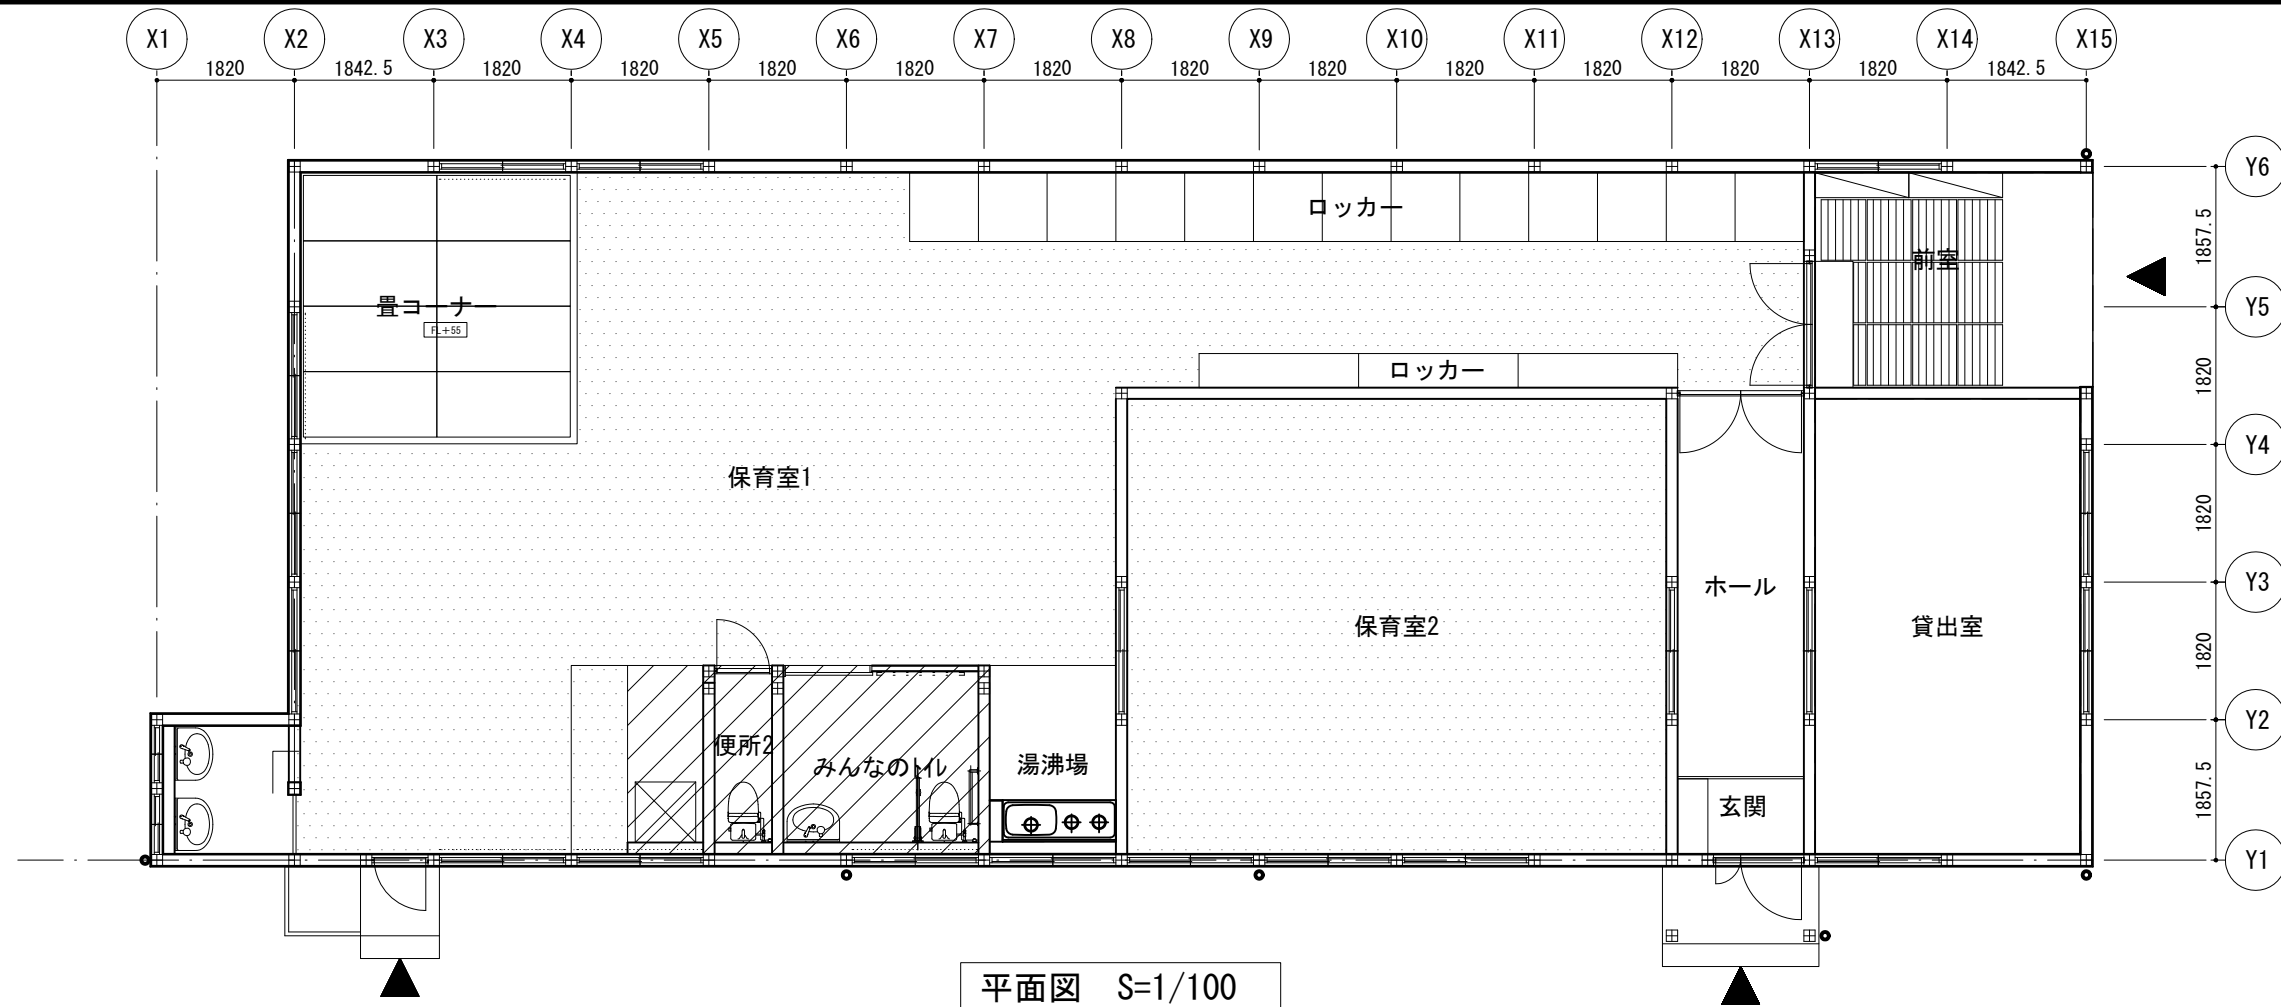 X1 X2 X3 X4 X5 X6 X7 X8 X9 X10 X11 X12 X13 X14 X15
1820 1842.5 1820 1820 1820 1820 1820 1820 1820 1820 1820 1820 1820 1842.5
Y6
ロッカー
1857.5
前室
畳コーナー
Y5
FL+55
ロッカー
1820
Y4
保育室1
1820
Y3
ホール
保育室2
貸出室
1820
Y2
便所2
みんなのトイレ
湯沸場
1857.5
玄関
Y1
平面図 S=1/100